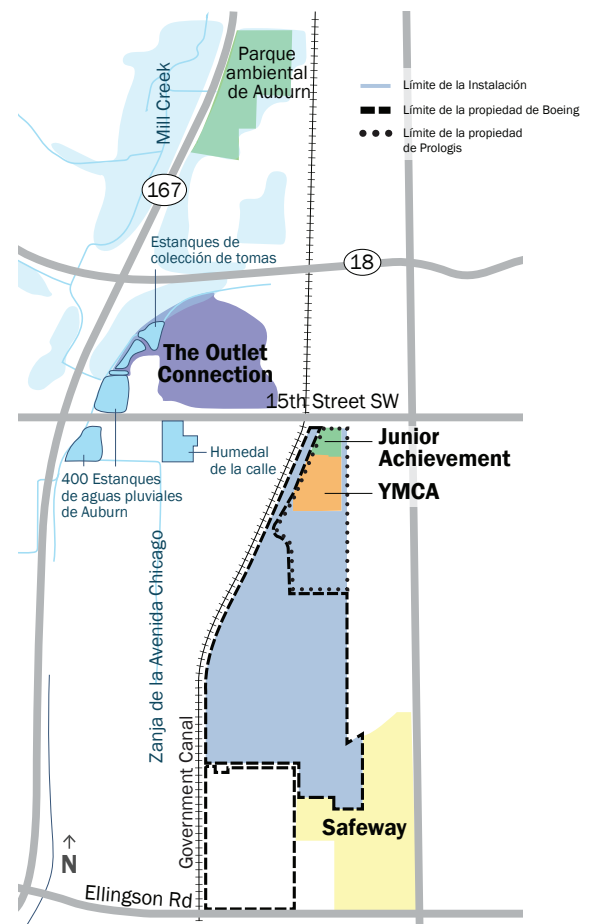 Parque
ambiental
de Auburn
Mill Creek
Límite de la Instalación
Límite de la propiedad de Boeing
Límite de la propiedad
de Prologis
167
Estanques de
colección de tomas
18
The Outlet
Connection
15th Street SW
Junior
Achievement
YMCA
Humedal
de la calle
400 Estanques
de aguas pluviales
de Auburn
Zanja de la Avenida Chicago
Government Canal
Safeway
N
Ellingson Rd